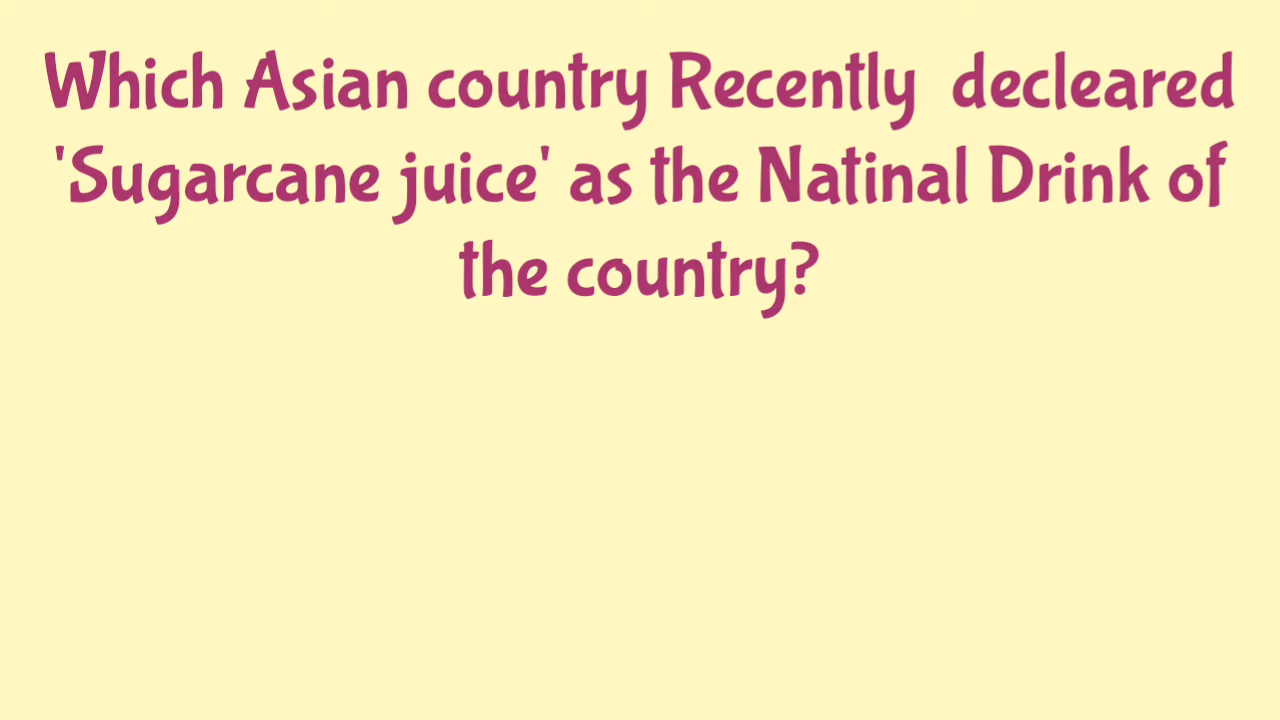 Which Asian country Recently decleared
'Sugarcane juice' as the Natinal Drink of
the country?